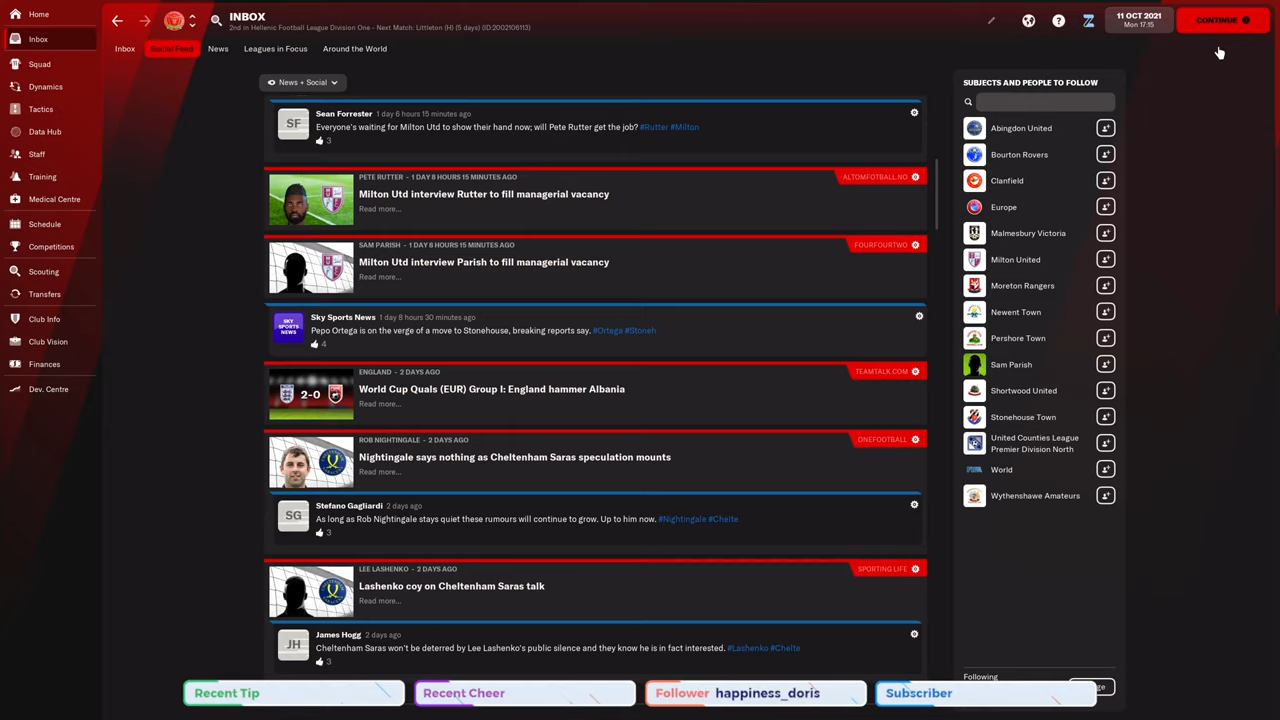 Home
Inbox
Squad
Dynamics
Tactics
Data Hub
Staff
Training
Medical Centre
Schedule
Competitions
Scouting
Transfers
Club Info
Club Vision
Finances
Dev. Centre
INBOX
2nd in Hellenic Football League Division One - Next Match: Littleton (H) (5 days) (ID:2002106113)
11 OCT 2021
Mon 17:15
CONTINUE
Inbox
Social Feed
News
Leagues in Focus
Around the World
News + Social
SF
Sean Forrester 1 day 6 hours 15 minutes ago
Everyone's waiting for Milton Utd to show their hand now; will Pete Rutter get the job? #Rutter #Milton
3
PETE RUTTER - 1 DAY 8 HOURS 15 MINUTES AGO
ALTOMFOTBALL.NO
Milton Utd interview Rutter to fill managerial vacancy
Read more...
SAM PARISH - 1 DAY 8 HOURS 15 MINUTES AGO
FOURFOURTWO
Milton Utd interview Parish to fill managerial vacancy
Read more...
SKY SPORTS NEWS
Sky Sports News 1 day 8 hours 30 minutes ago
Pepo Ortega is on the verge of a move to Stonehouse, breaking reports say. #Ortega #Stoneh
4
ENGLAND - 2 DAYS AGO
TEAMTALK.COM
2-0
World Cup Quals (EUR) Group I: England hammer Albania
Read more...
ROB NIGHTINGALE - 2 DAYS AGO
ONEFOOTBALL
Nightingale says nothing as Cheltenham Saras speculation mounts
Read more...
SG
Stefano Gagliardi 2 days ago
As long as Rob Nightingale stays quiet these rumours will continue to grow. Up to him now. #Nightingale #Chelte
3
LEE LASHENKO - 2 DAYS AGO
SPORTING LIFE
Lashenko coy on Cheltenham Saras talk
Read more...
JH
James Hogg 2 days ago
Cheltenham Saras won't be deterred by Lee Lashenko's public silence and they know he is in fact interested. #Lashenko #Chelte
3
SUBJECTS AND PEOPLE TO FOLLOW
Abingdon United
Bourton Rovers
Clanfield
Europe
Malmesbury Victoria
Milton United
Moreton Rangers
Newent Town
Pershore Town
Sam Parish
Shortwood United
Stonehouse Town
United Counties League
Premier Division North
FIFA
World
Wythenshawe Amateurs
Following
Recent Tip
Recent Cheer
Follower happiness_doris
Subscriber